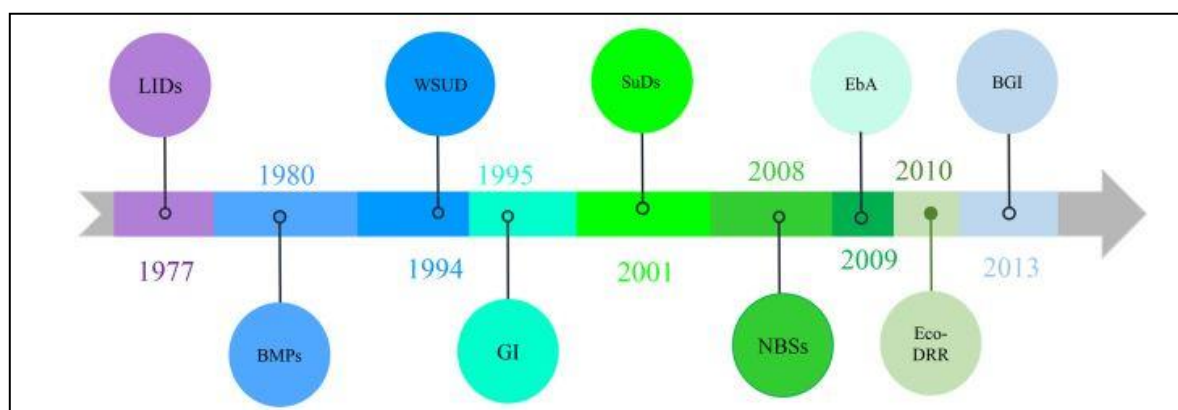 LIDs
WSUD
SuDs
EbA
BGI
1980
1995
2008
2010
1977
1994
2001
2009
2013
BMPs
GI
NBSs
Eco-
DRR